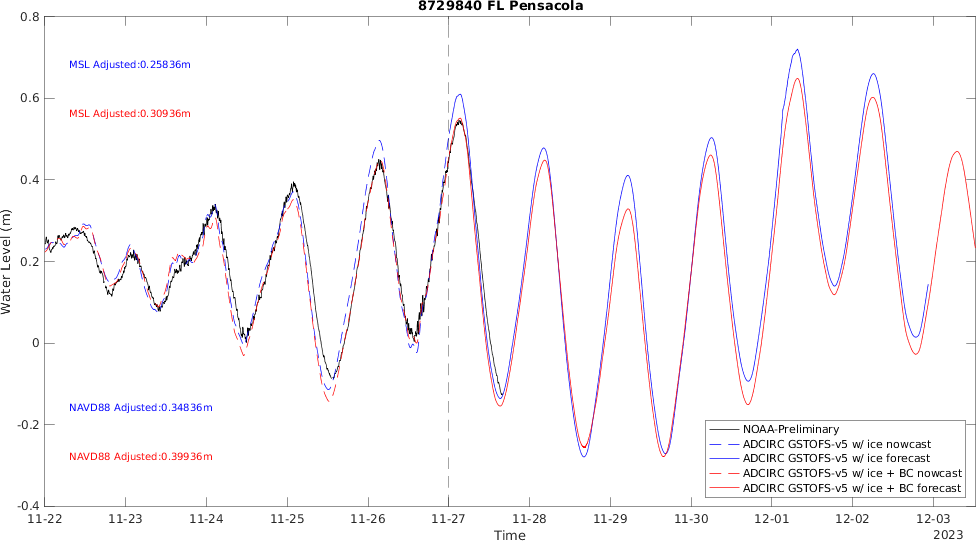 8729840 FL Pensacola
0.8
MSL Adjusted:0.25836m
0.6
MSL Adjusted:0.30936m
0.4
Water Level (m)
0.2
0
NAVD88 Adjusted:0.34836m
-0.2
NAVD88 Adjusted:0.39936m
NOAA-Preliminary
ADCIRC GSTOFS-v5 w/ ice nowcast
ADCIRC GSTOFS-v5 w/ ice forecast
ADCIRC GSTOFS-v5 w/ ice + BC nowcast
ADCIRC GSTOFS-v5 w/ ice + BC forecast
-0.4
11-22 11-23 11-24 11-25 11-26 11-27 11-28 11-29 11-30 12-01 12-02 12-03
Time
2023